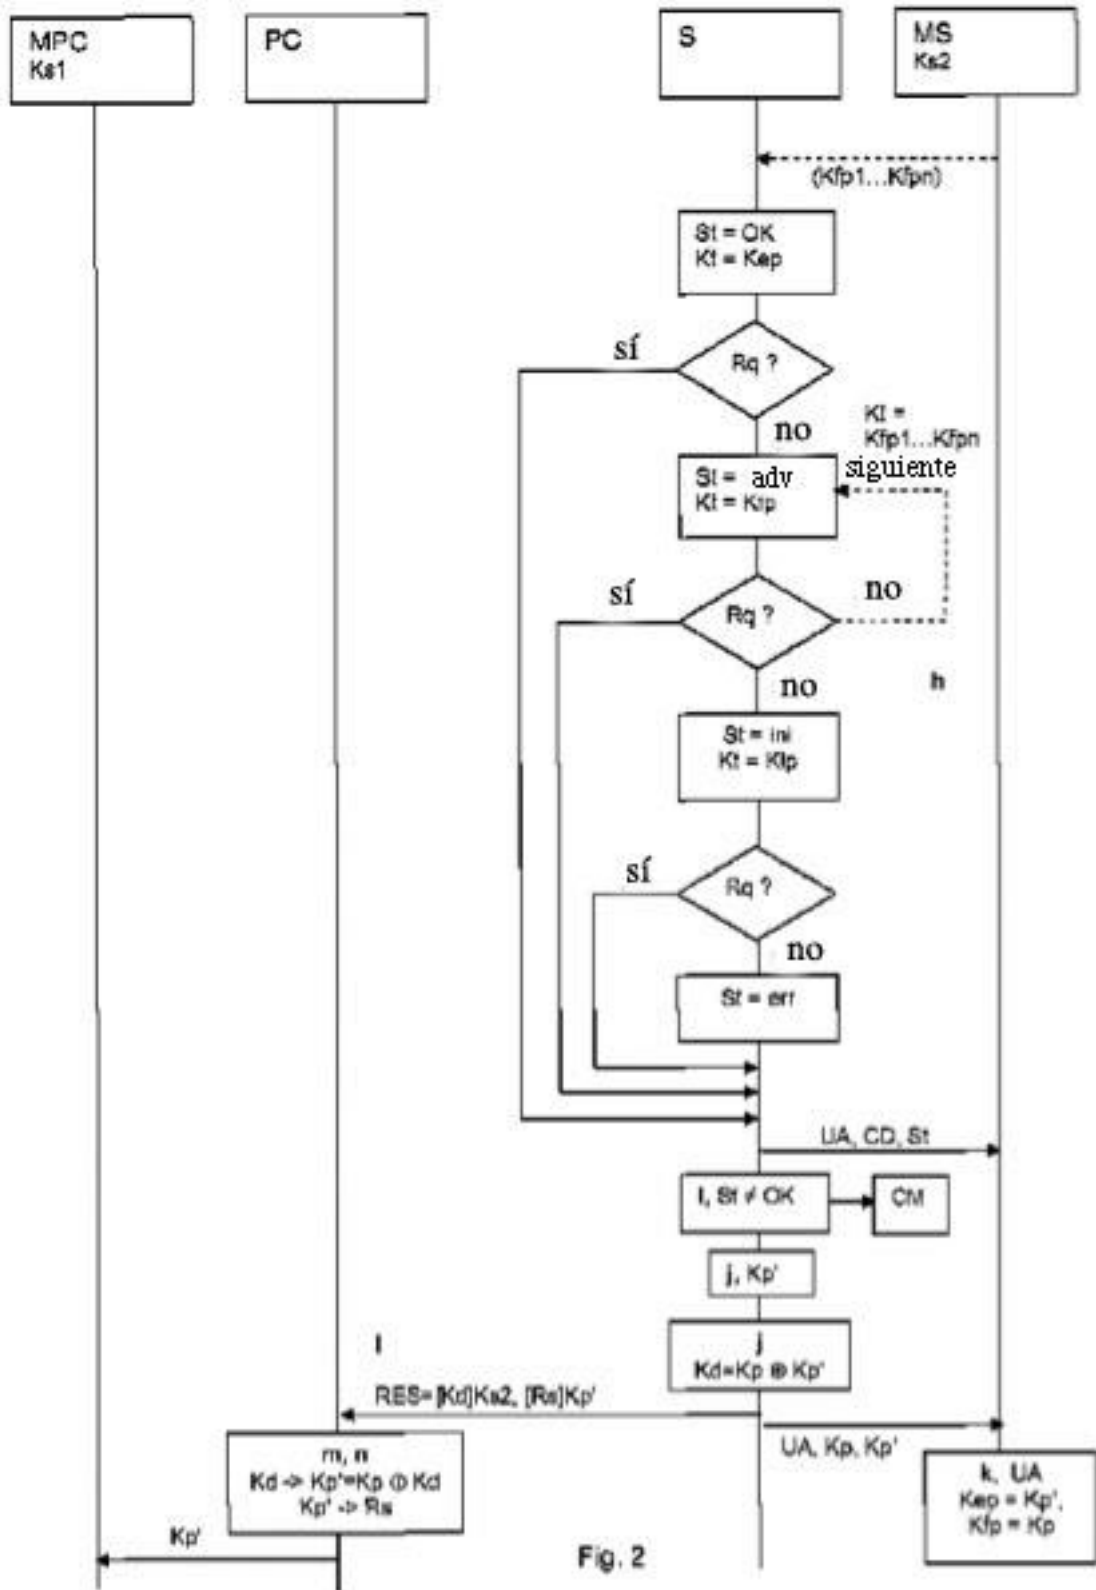 MPC
Ks1
PC
S
MS
Ks2
(Kfp1...Kfpn)
St = OK
Kt = Kep
Rq ?
sí
no
Kt =
Kfp1...Kfpn
siguiente
St = adv
Kt = Kfp
Rq ?
sí
no
no
h
St = ini
Kt = Kip
Rq ?
sí
no
St = err
UA, CD, St
i, St ≠ OK
CM
j, Kp'
j
Kd=Kp ⊕ Kp'
l
RES=[Kd]Ks2, [Rs]Kp'
UA, Kp, Kp'
m, n
Kd -> Kp'=Kp ⊕ Kd
Kp' -> Rs
k, UA
Kep = Kp',
Kfp = Kp
Kp'
Fig. 2